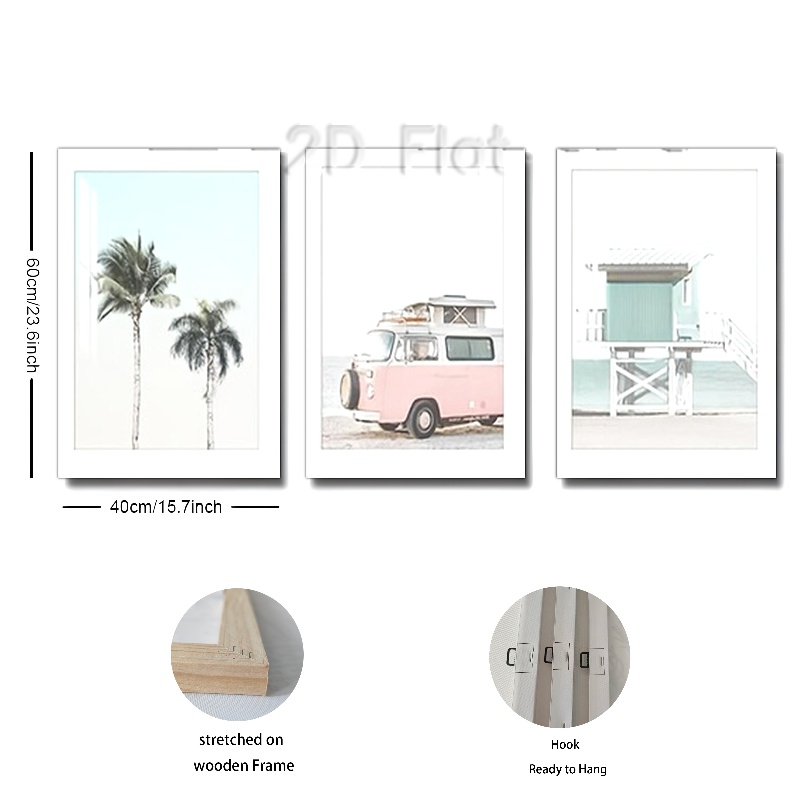 2D_Flat
60cm/23.6inch
40cm/15.7inch
stretched on
wooden Frame
Hook
Ready to Hang